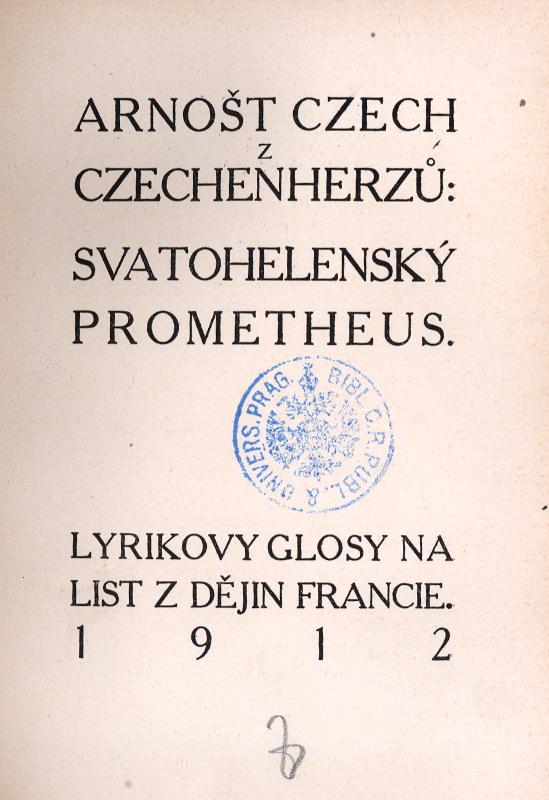 ARNOŠT CZECH
Z
CZECHENHERZŮ:
SVATOHELENSKÝ
PROMETHEUS.
BIBL. C. R. PUBL. & UNIVERS. PRAG.
LYRIKOVY GLOSY NA
LIST Z DĚJIN FRANCIE.
1 9 1 2